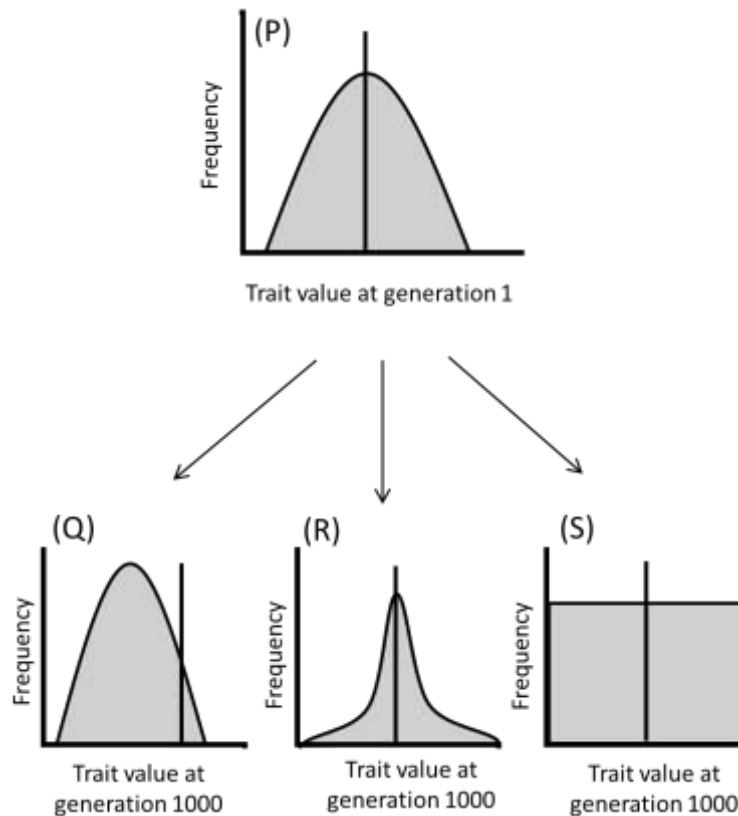 (P)
Frequency
Trait value at generation 1
(Q)
(R)
(S)
Frequency
Frequency
Frequency
Trait value at
generation 1000
Trait value at
generation 1000
Trait value at
generation 1000